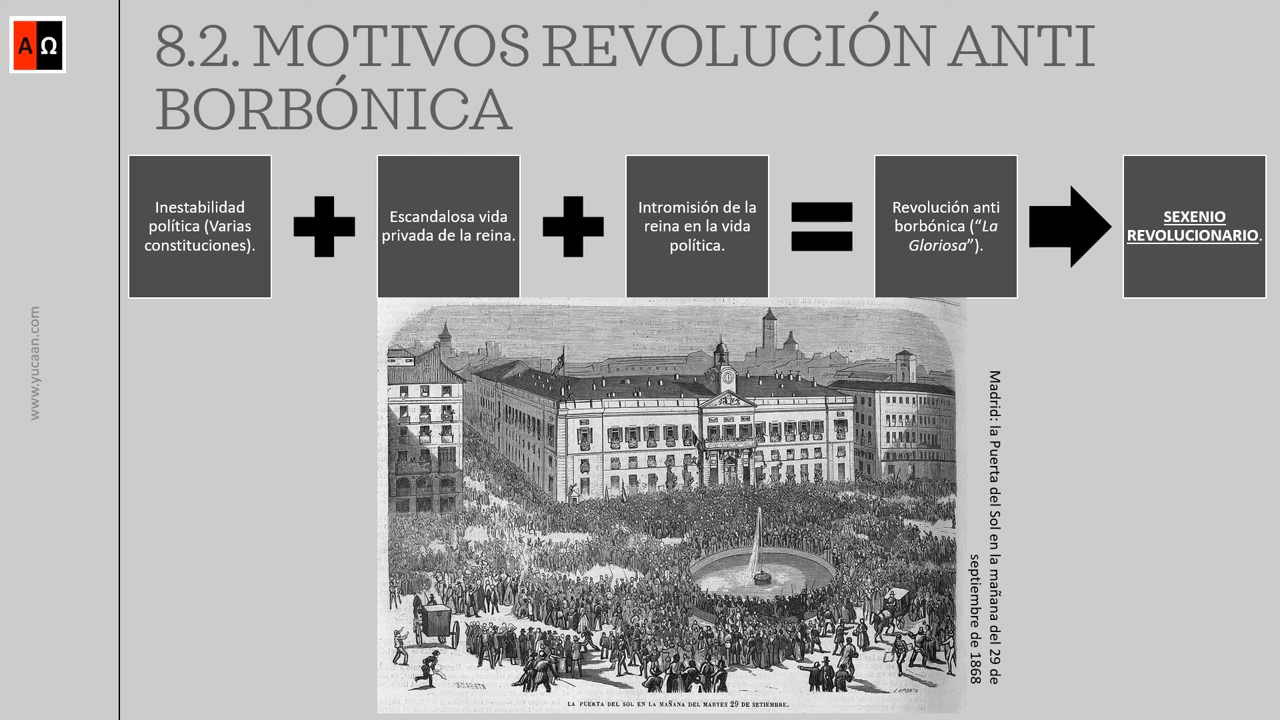 A Ω
8.2. MOTIVOS REVOLUCIÓN ANTI
BORBÓNICA
Inestabilidad
política (Varias
constituciones).
Escandalosa vida
privada de la reina.
Intromisión de la
reina en la vida
política.
Revolución anti
borbónica (“La
Gloriosa”).
SEXENIO
REVOLUCIONARIO.
www.yucaan.com
Madrid: la Puerta del Sol en la mañana del 29 de
septiembre de 1868
LA PUERTA DEL SOL EN LA MAÑANA DEL MARTES 29 DE SETIEMBRE.